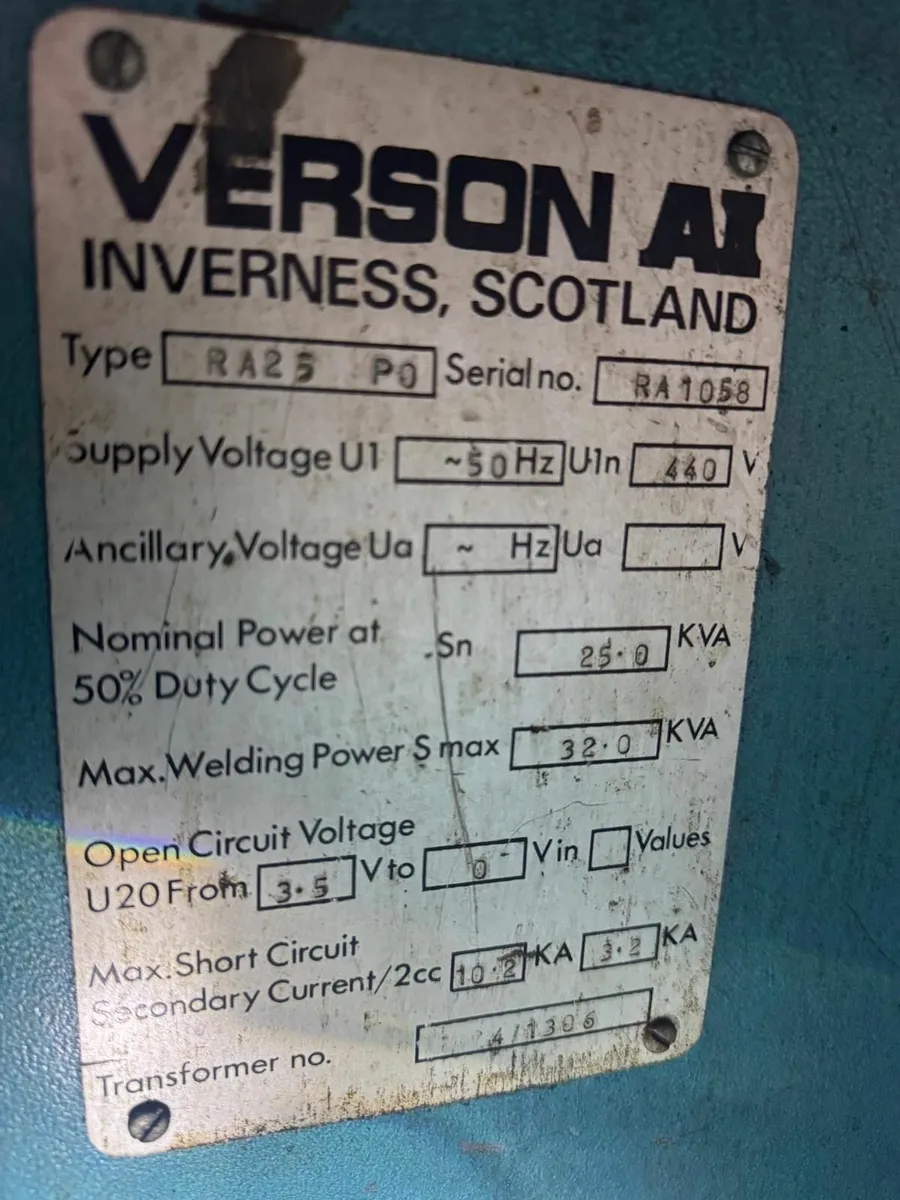 VERSON AI
INVERNESS, SCOTLAND
Type RA25 PO Serial no. RA1058
Supply Voltage U1 ~50 Hz U1n 440 V
Ancillary Voltage Ua ~ Hz Ua V
Nominal Power at Sn 25·0 KVA
50% Duty Cycle
Max. Welding Power S max 32·0 KVA
Open Circuit Voltage
U20 From 3·5 V to 0 V in Values
Max. Short Circuit
Secondary Current/2cc 10·2 KA 3·2 KA
Transformer no. 4/1306